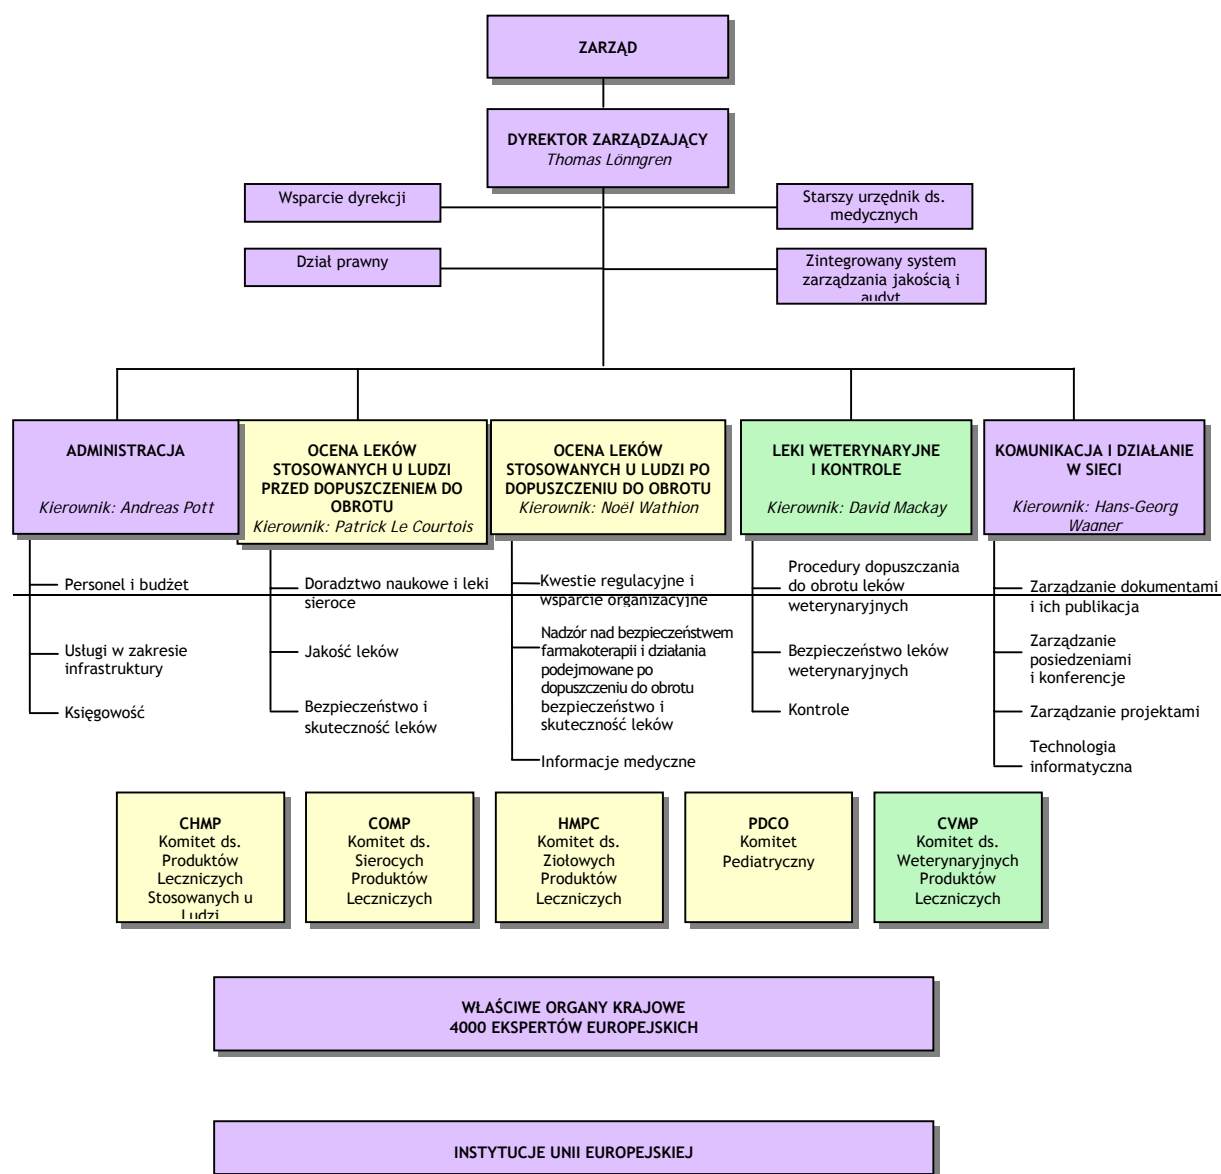 ZARZĄD
DYREKTOR ZARZĄDZAJĄCY
Thomas Lönngren
Wsparcie dyrekcji
Starszy urzędnik ds.
medycznych
Dział prawny
Zintegrowany system
zarządzania jakością i
audyt
ADMINISTRACJA
Kierownik: Andreas Pott
OCENA LEKÓW
STOSOWANYCH U LUDZI
PRZED DOPUSZCZENIEM DO
OBROTU
Kierownik: Patrick Le Courtois
OCENA LEKÓW
STOSOWANYCH U LUDZI PO
DOPUSZCZENIU DO OBROTU
Kierownik: Noël Wathion
LEKI WETERYNARYJNE
I KONTROLE
Kierownik: David Mackay
KOMUNIKACJA I DZIAŁANIE
W SIECI
Kierownik: Hans-Georg
Wagner
Personel i budżet
Usługi w zakresie
infrastruktury
Księgowość
Doradztwo naukowe i leki
sieroce
Jakość leków
Bezpieczeństwo i
skuteczność leków
Kwestie regulacyjne i
wsparcie organizacyjne
Nadzór nad bezpieczeństwem
farmakoterapii i działania
podejmowane po
dopuszczeniu do obrotu
bezpieczeństwo i
skuteczność leków
Informacje medyczne
Procedury dopuszczania
do obrotu leków
weterynaryjnych
Bezpieczeństwo leków
weterynaryjnych
Kontrole
Zarządzanie dokumentami
i ich publikacja
Zarządzanie
posiedzeniami
i konferencje
Zarządzanie projektami
Technologia
informatyczna
CHMP
Komitet ds.
Produktów
Leczniczych
Stosowanych u
Ludzi
COMP
Komitet ds.
Sierocych
Produktów
Leczniczych
HMPC
Komitet ds.
Ziołowych
Produktów
Leczniczych
PDCO
Komitet
Pediatryczny
CVMP
Komitet ds.
Weterynaryjnych
Produktów
Leczniczych
WŁAŚCIWE ORGANY KRAJOWE
4000 EKSPERTÓW EUROPEJSKICH
INSTYTUCJE UNII EUROPEJSKIEJ